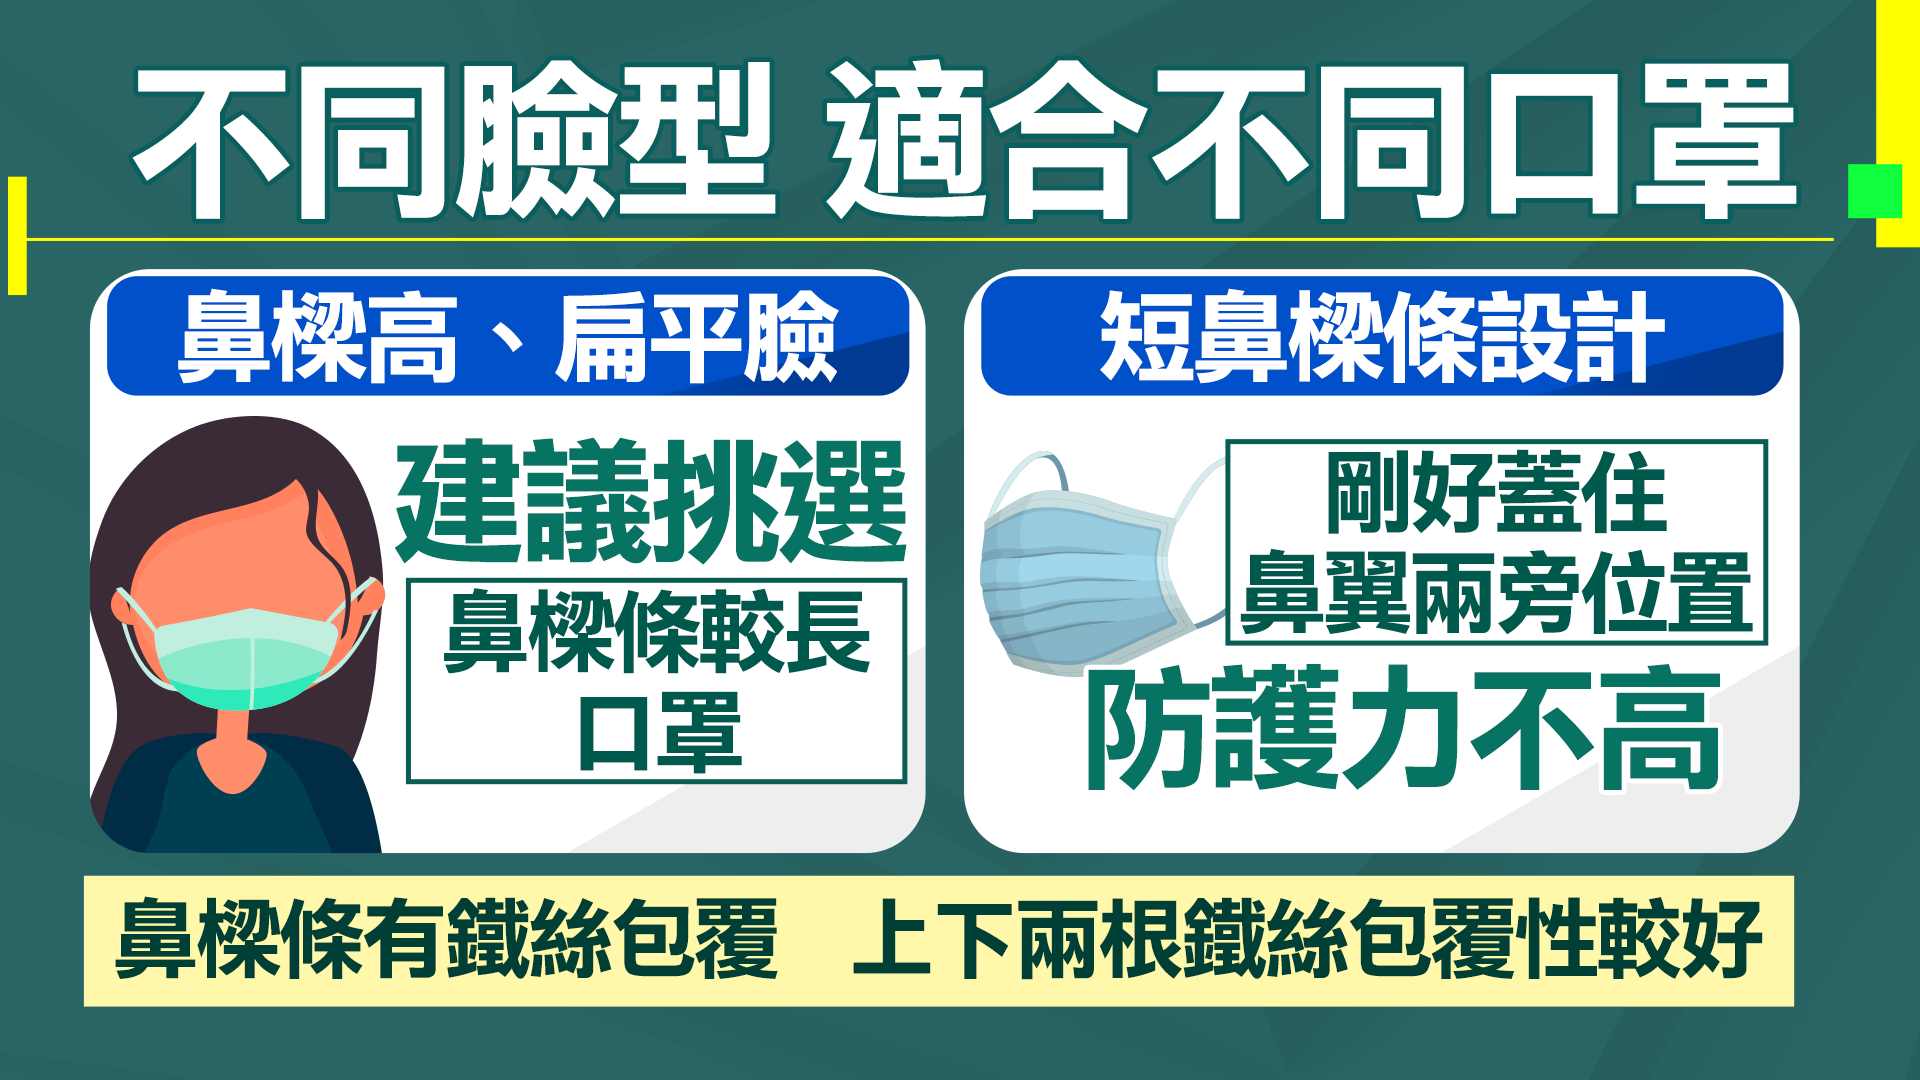 不同臉型 適合不同口罩
鼻樑高、扁平臉
建議挑選
鼻樑條較長
口罩
短鼻樑條設計
剛好蓋住
鼻翼兩旁位置
防護力不高
鼻樑條有鐵絲包覆 上下兩根鐵絲包覆性較好